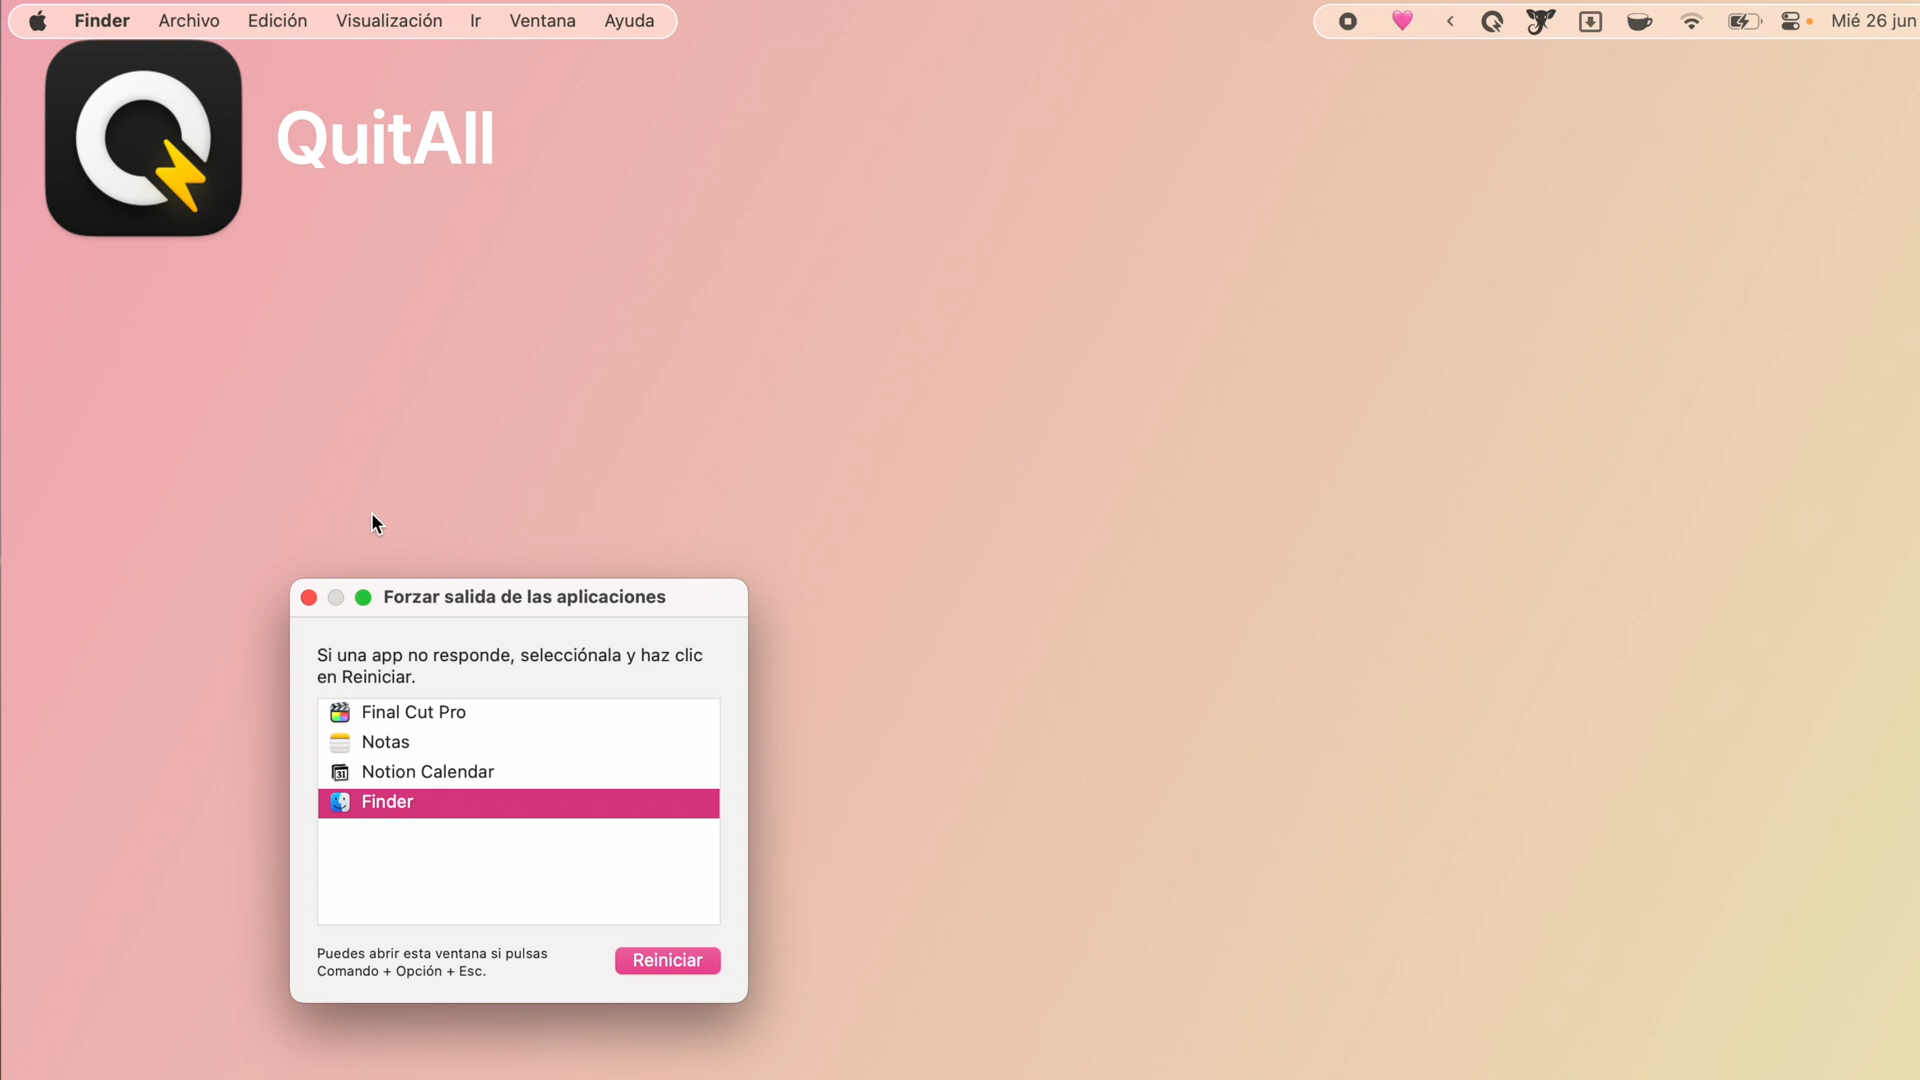 Finder Archivo Edición Visualización Ir Ventana Ayuda
Mié 26 jun
QuitAll
Forzar salida de las aplicaciones
Si una app no responde, selecciónala y haz clic
en Reiniciar.
Final Cut Pro
Notas
31 Notion Calendar
Finder
Puedes abrir esta ventana si pulsas
Comando + Opción + Esc.
Reiniciar